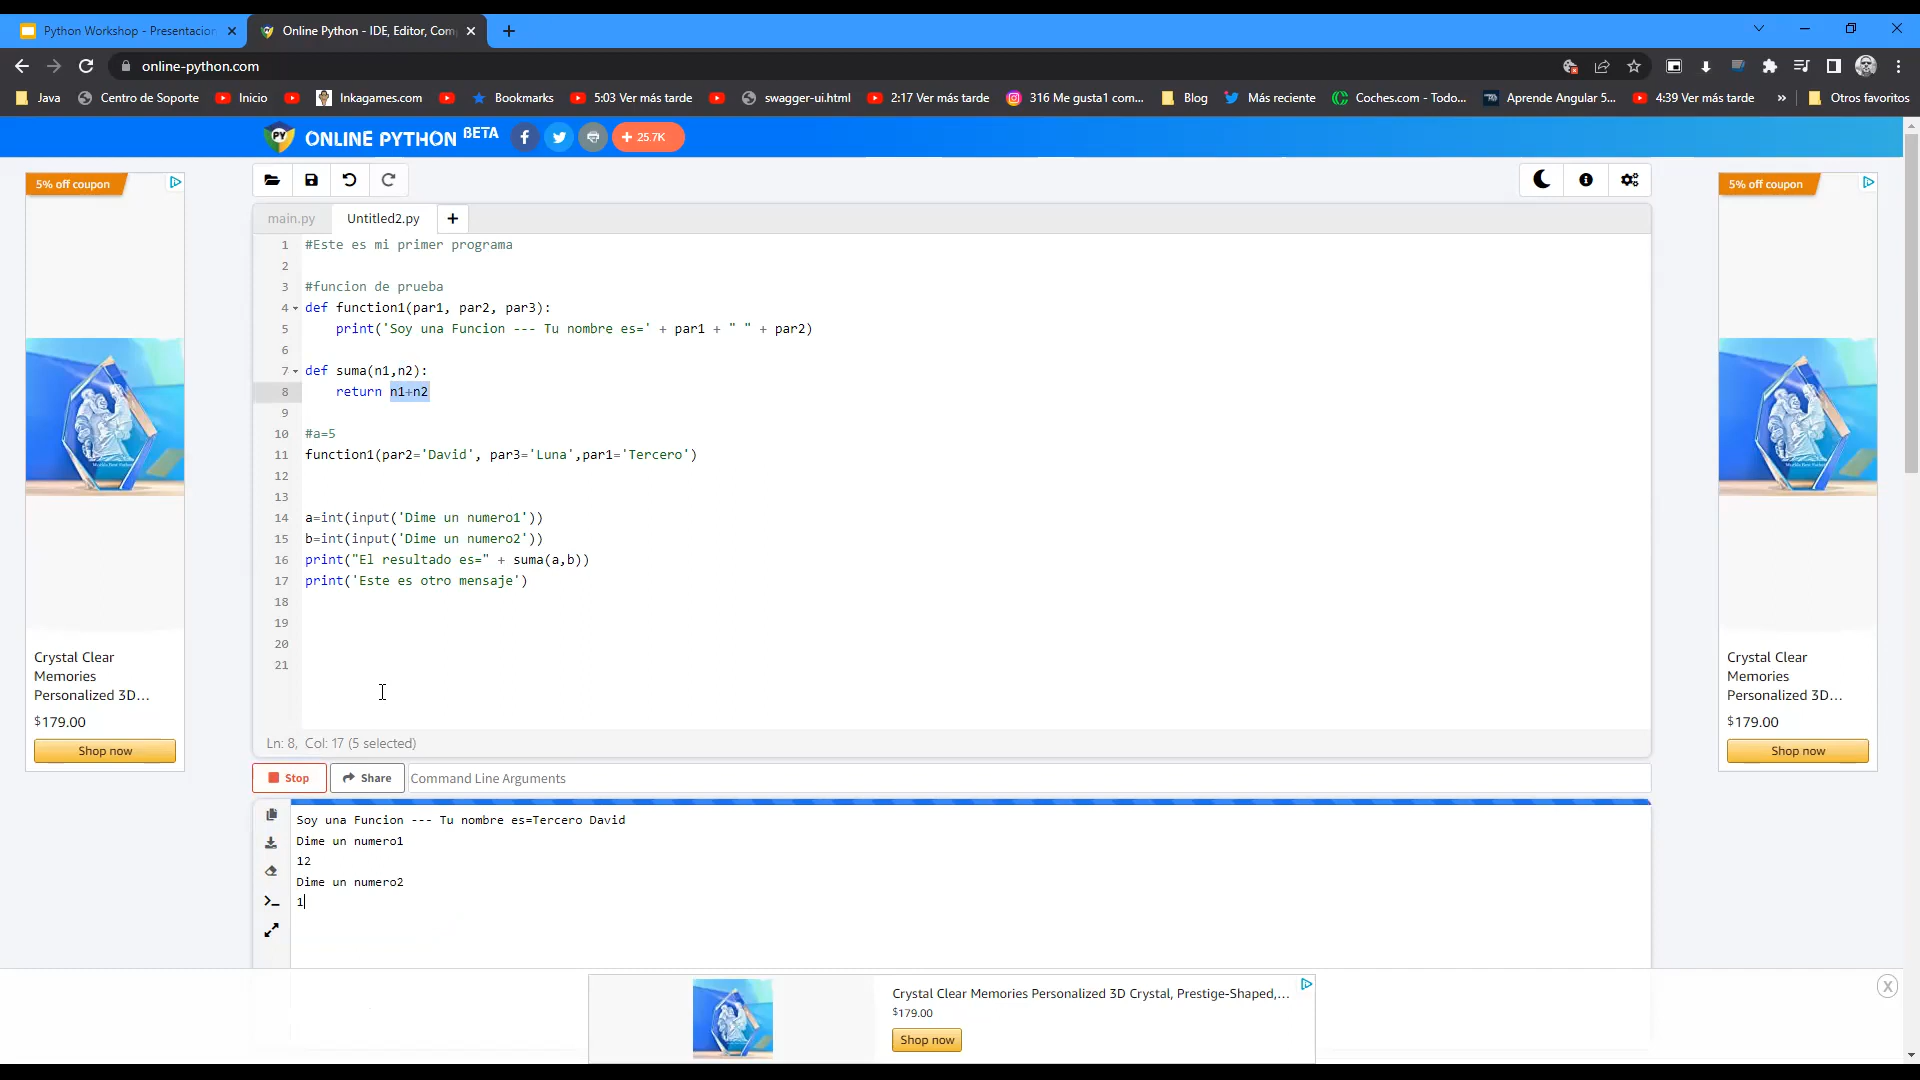 Python Workshop - Presentacion
Online Python - IDE, Editor, Com
online-python.com
Java
Centro de Soporte
Inicio
Inkagames.com
Bookmarks
5:03 Ver más tarde
swagger-ui.html
2:17 Ver más tarde
316 Me gusta1 com...
Blog
Más reciente
Coches.com - Todo...
Aprende Angular 5...
4:39 Ver más tarde
»
Otros favoritos
PY
ONLINE PYTHON BETA
+ 25.7K
5% off coupon
5% off coupon
main.py
Untitled2.py
+
1 #Este es mi primer programa
2
3 #funcion de prueba
4 def function1(par1, par2, par3):
5 print('Soy una Funcion --- Tu nombre es=' + par1 + " " + par2)
6
7 def suma(n1,n2):
8 return n1+n2
9
10 #a=5
11 function1(par2='David', par3='Luna',par1='Tercero')
12
13
14 a=int(input('Dime un numero1'))
15 b=int(input('Dime un numero2'))
16 print("El resultado es=" + suma(a,b))
17 print('Este es otro mensaje')
18
19
20
21
Crystal Clear
Memories
Personalized 3D...
$179.00
Shop now
Crystal Clear
Memories
Personalized 3D...
$179.00
Shop now
Ln: 8, Col: 17 (5 selected)
Stop
Share
Command Line Arguments
Soy una Funcion --- Tu nombre es=Tercero David
Dime un numero1
12
Dime un numero2
1
Crystal Clear Memories Personalized 3D Crystal, Prestige-Shaped,...
$179.00
Shop now
X